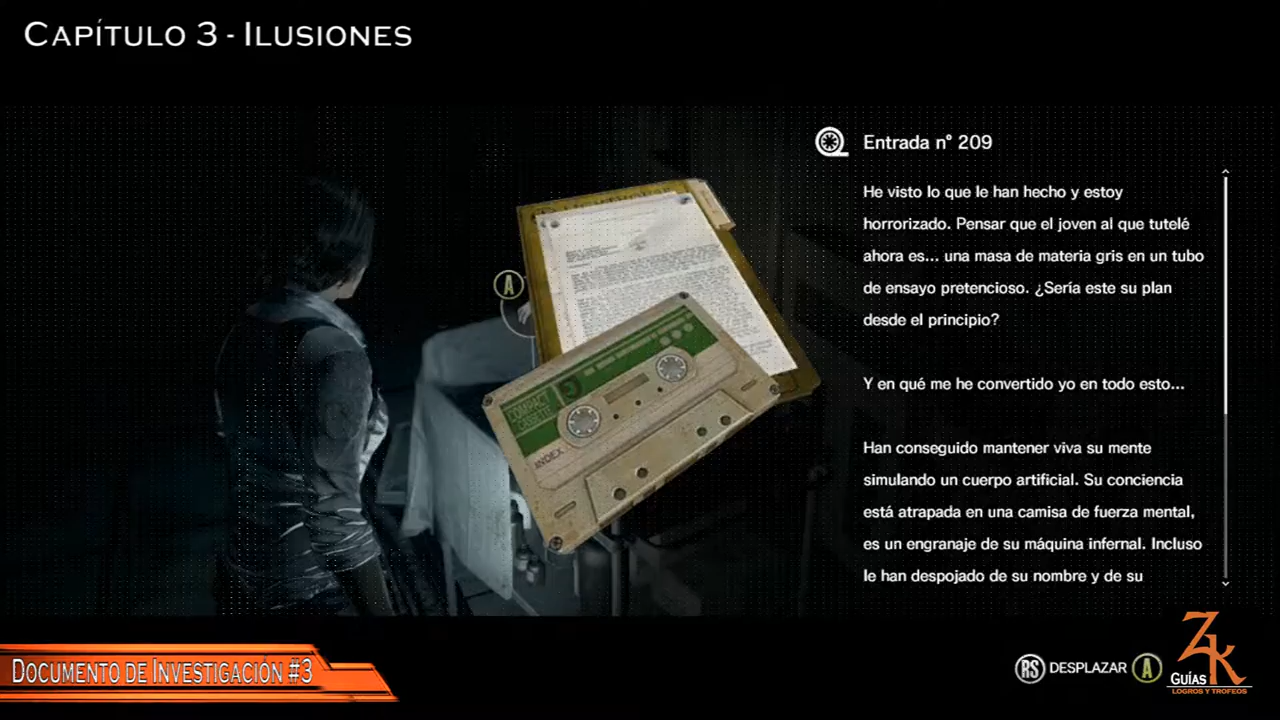 CAPÍTULO 3 - ILUSIONES
Entrada nº 209
He visto lo que le han hecho y estoy
horrorizado. Pensar que el joven al que tutelé
ahora es... una masa de materia gris en un tubo
de ensayo pretencioso. ¿Sería este su plan
desde el principio?
Y en qué me he convertido yo en todo esto...
Han conseguido mantener viva su mente
simulando un cuerpo artificial. Su conciencia
está atrapada en una camisa de fuerza mental,
es un engranaje de su máquina infernal. Incluso
le han despojado de su nombre y de su
A
COMPACT
CASSETTE
INDEX
DOCUMENTO DE INVESTIGACIÓN #3
RS DESPLAZAR A
ZK
GUÍAS
LOGROS Y TROFEOS